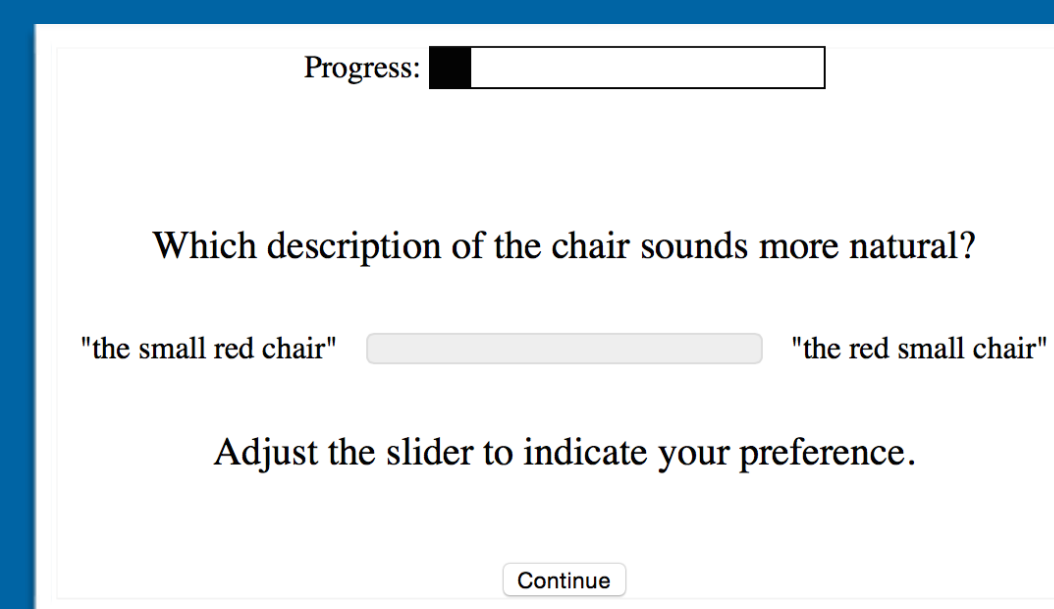 Progress:
Which description of the chair sounds more natural?
"the small red chair" "the red small chair"
Adjust the slider to indicate your preference.
Continue